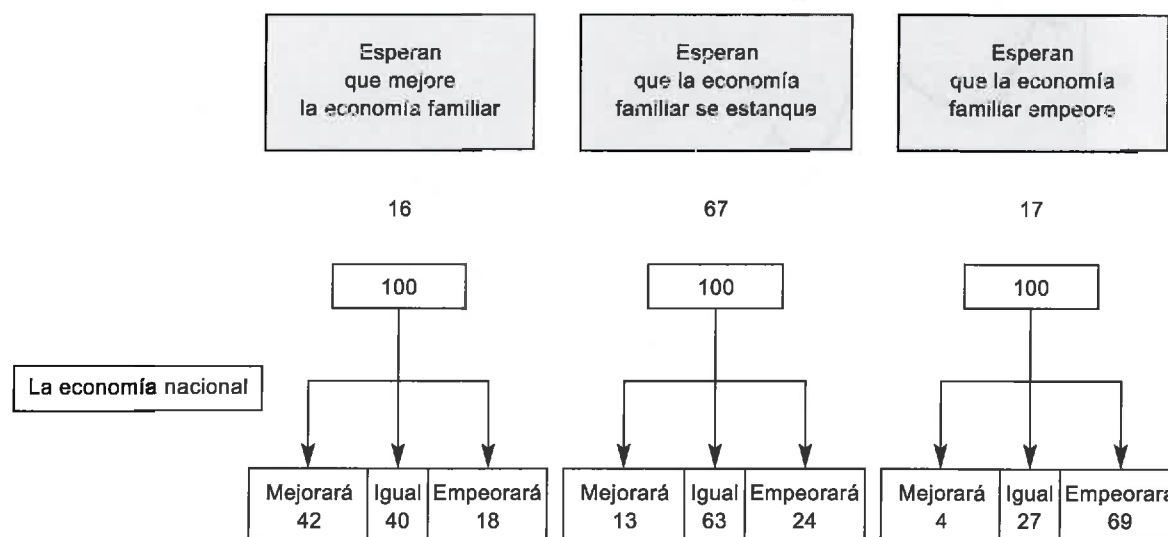 Esperan
que mejore
la economía familiar
Esperan
que la economía
familiar se estanque
Esperan
que la economía
familiar empeore
16
67
17
100
100
100
La economía nacional
Mejorará
42
Igual
40
Empeorará
18
Mejorará
13
Igual
63
Empeorará
24
Mejorará
4
Igual
27
Empeorará
69